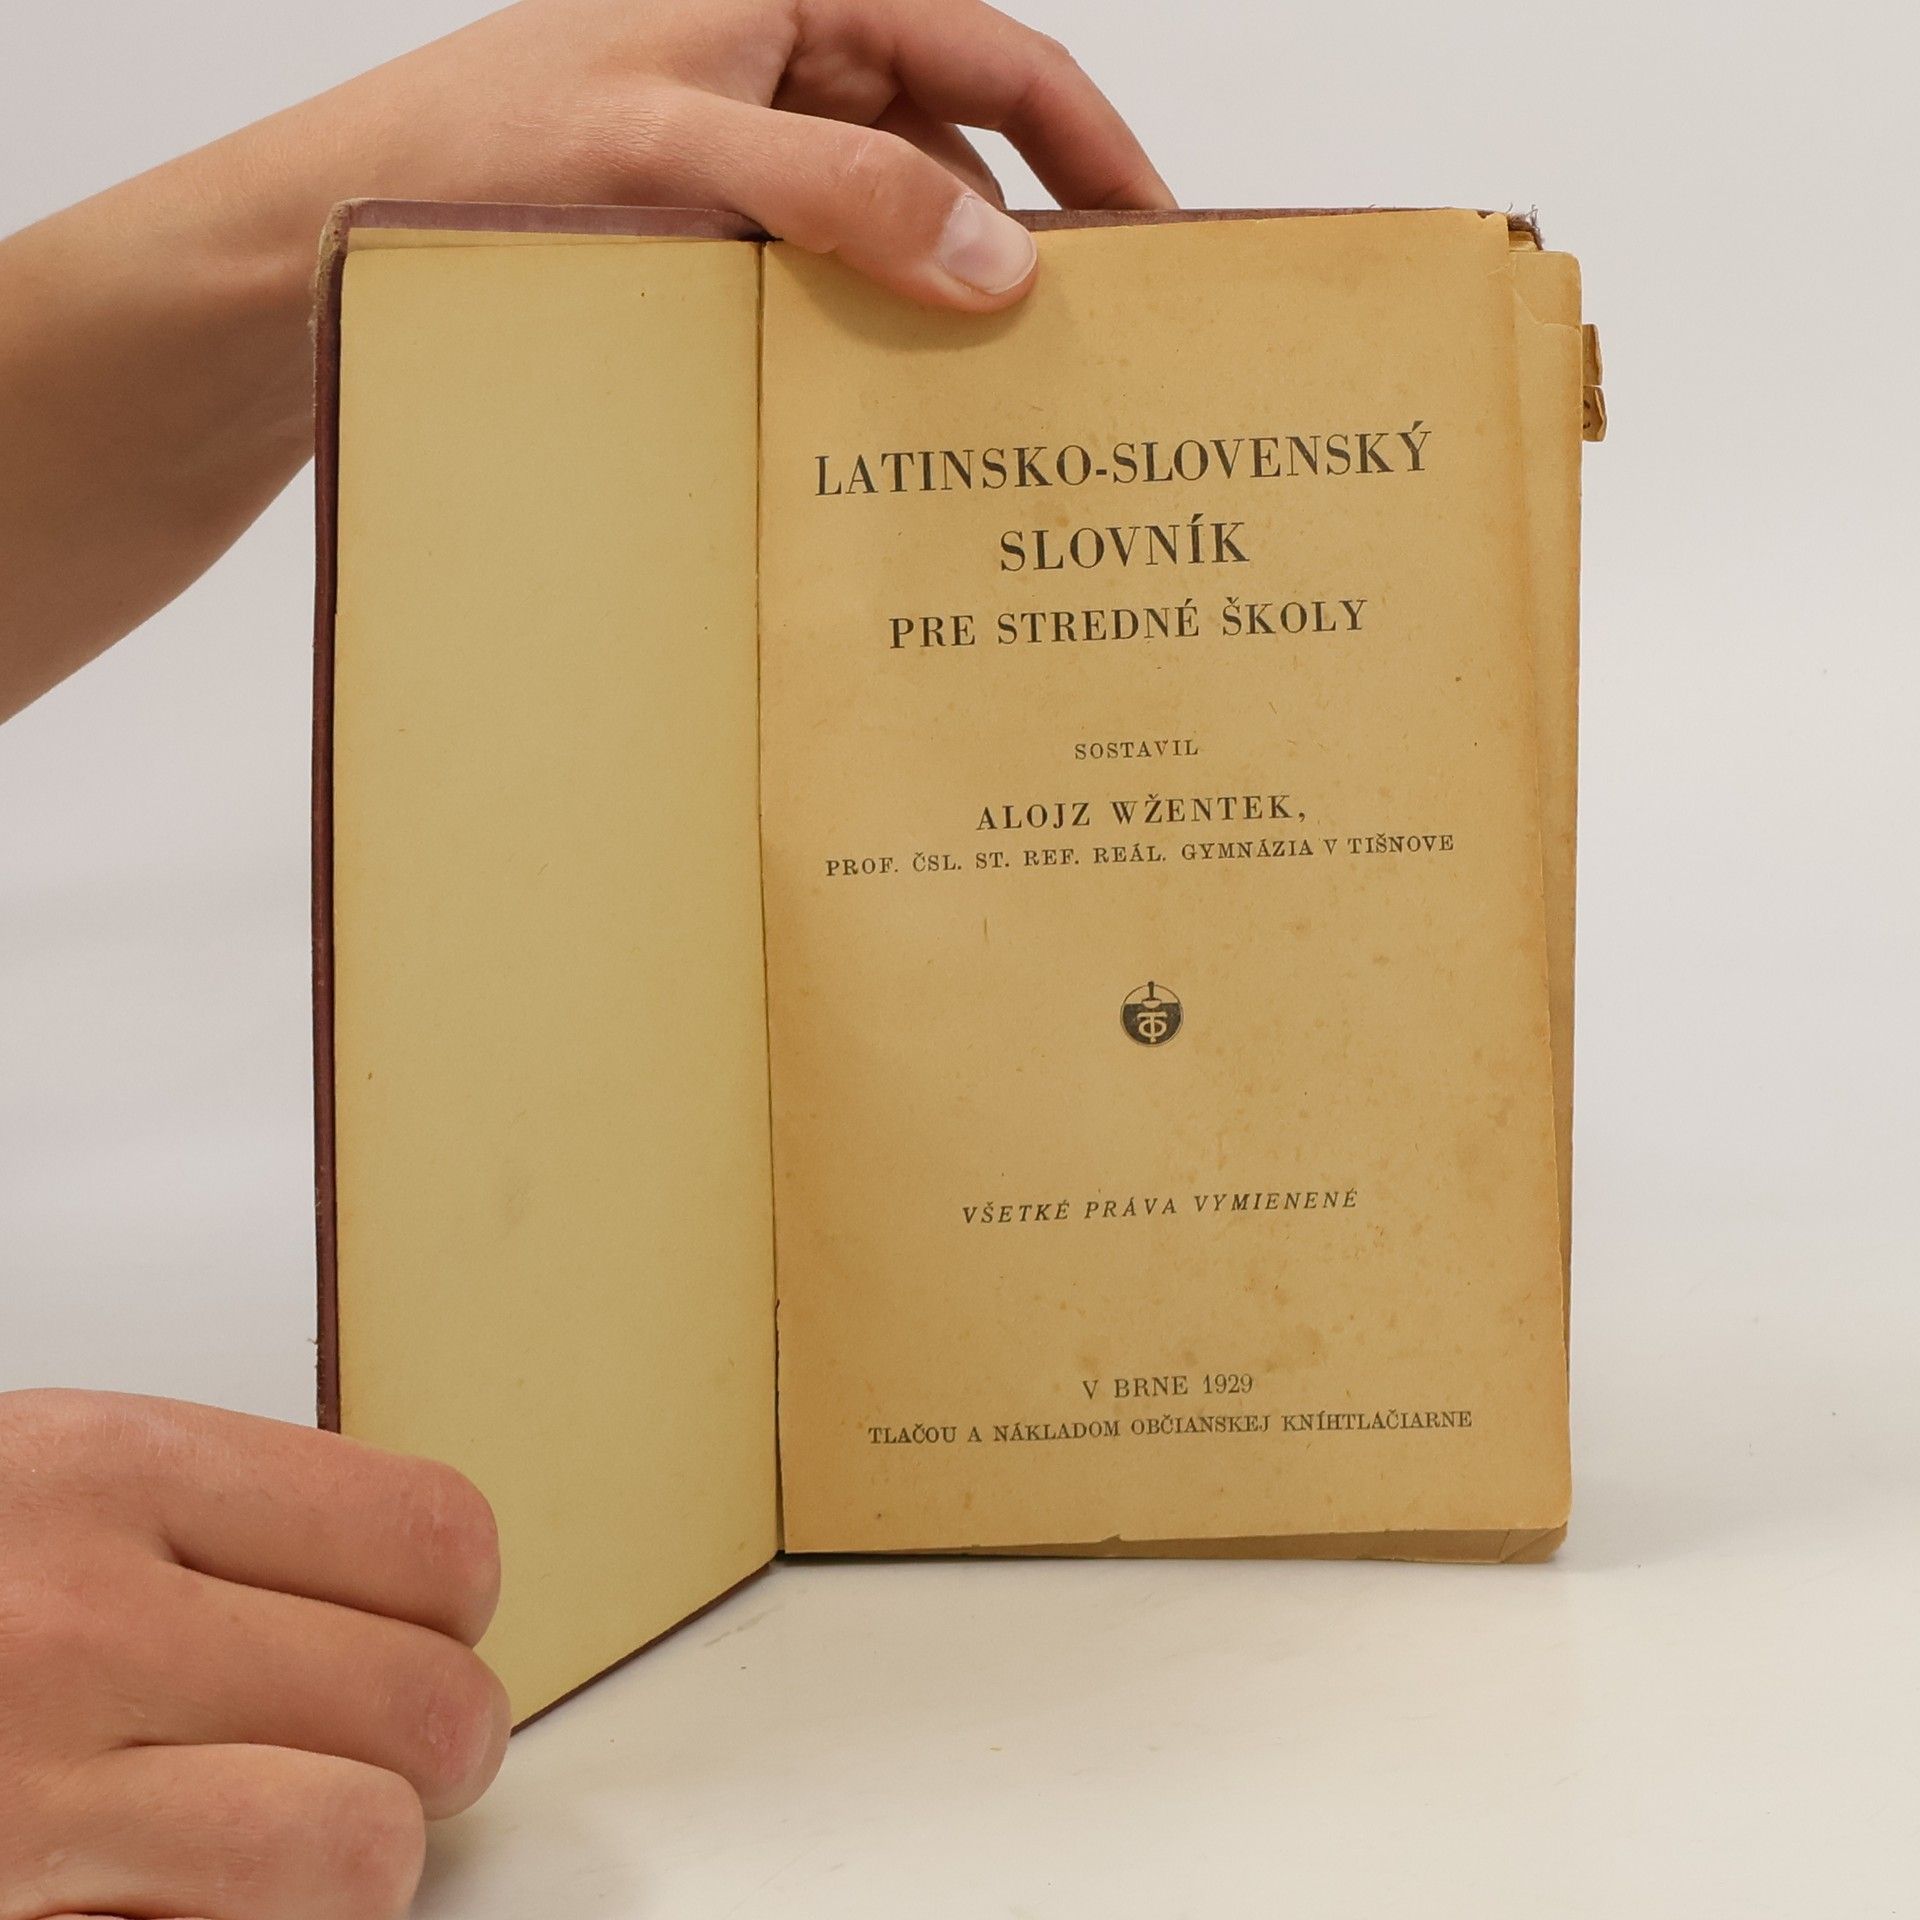 LATINSKO-SLOVENSKÝ
SLOVNÍK
PRE STREDNÉ ŠKOLY
SOSTAVIL
ALOJZ WŽENTEK,
PROF. ČSL. ST. REF. REÁL. GYMNÁZIA V TIŠNOVE
VŠETKÉ PRÁVA VYMIENENÉ
V BRNE 1929
TLAČOU A NÁKLADOM OBČIANSKEJ KNÍHTLAČIARNE